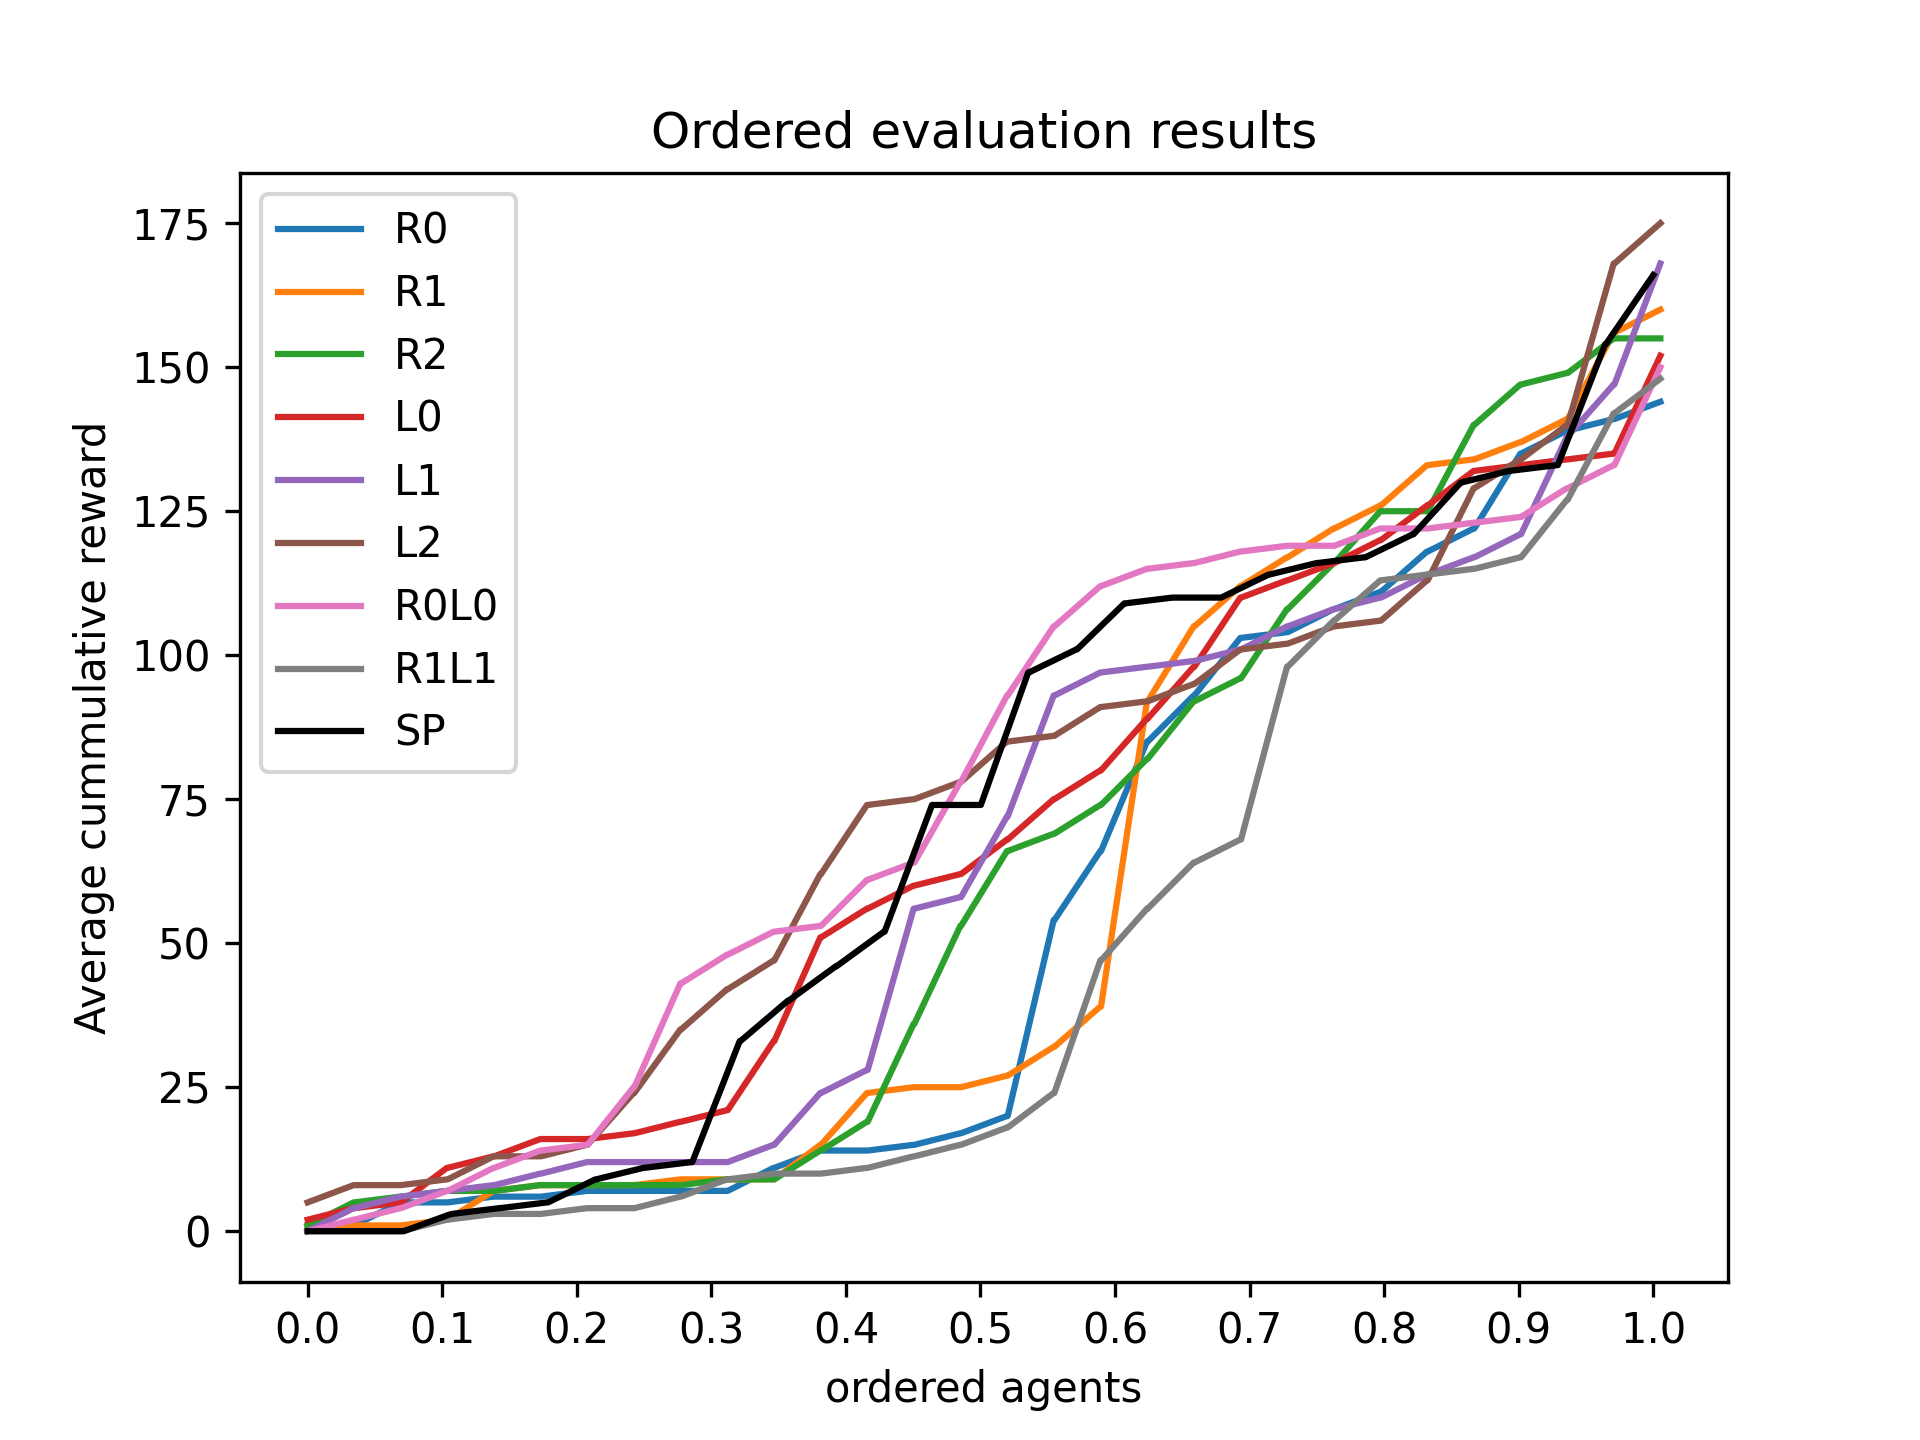 Ordered evaluation results
175
150
125
100
75
50
25
0
Average cummulative reward
R0
R1
R2
L0
L1
L2
R0L0
R1L1
SP
0.0 0.1 0.2 0.3 0.4 0.5 0.6 0.7 0.8 0.9 1.0
ordered agents